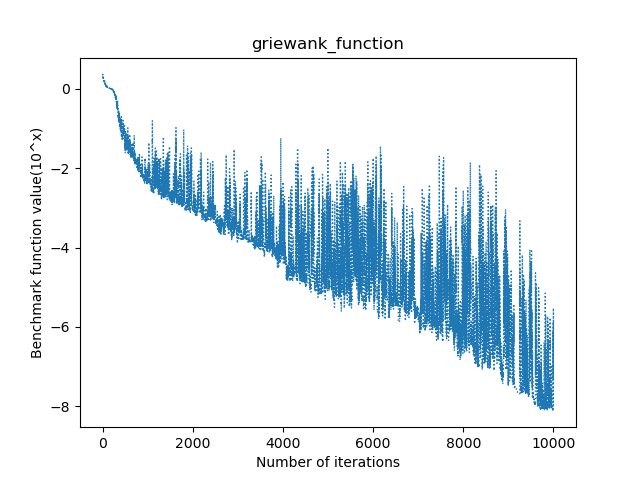 griewank_function
Benchmark function value(10^x)
0
−2
−4
−6
−8
0 2000 4000 6000 8000 10000
Number of iterations